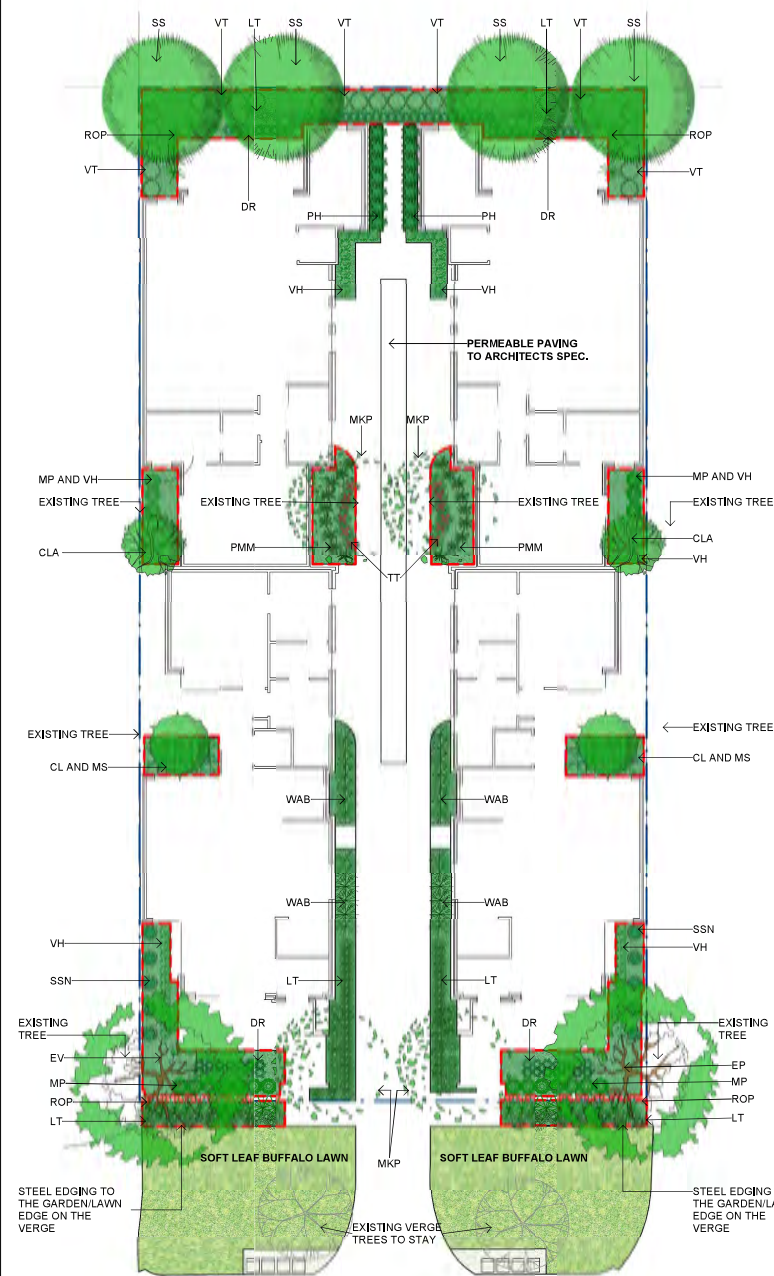 SS VT LT SS VT VT SS LT VT SS
ROP ROP
VT VT
DR DR
PH PH
VH VH
PERMEABLE PAVING
TO ARCHITECTS SPEC.
MKP MKP
MP AND VH MP AND VH
EXISTING TREE EXISTING TREE EXISTING TREE EXISTING TREE
CLA PMM PMM CLA
VH
TT
EXISTING TREE EXISTING TREE
CL AND MS CL AND MS
WAB WAB
WAB WAB
SSN
VH VH
SSN LT LT
EXISTING
TREE
DR DR
EXISTING
TREE
EV EP
MP MP
ROP ROP
LT LT
SOFT LEAF BUFFALO LAWN SOFT LEAF BUFFALO LAWN
MKP
STEEL EDGING TO
THE GARDEN/LAWN
EDGE ON THE
VERGE
EXISTING VERGE
TREES TO STAY
STEEL EDGING
THE GARDEN/LA
EDGE ON THE
VERGE